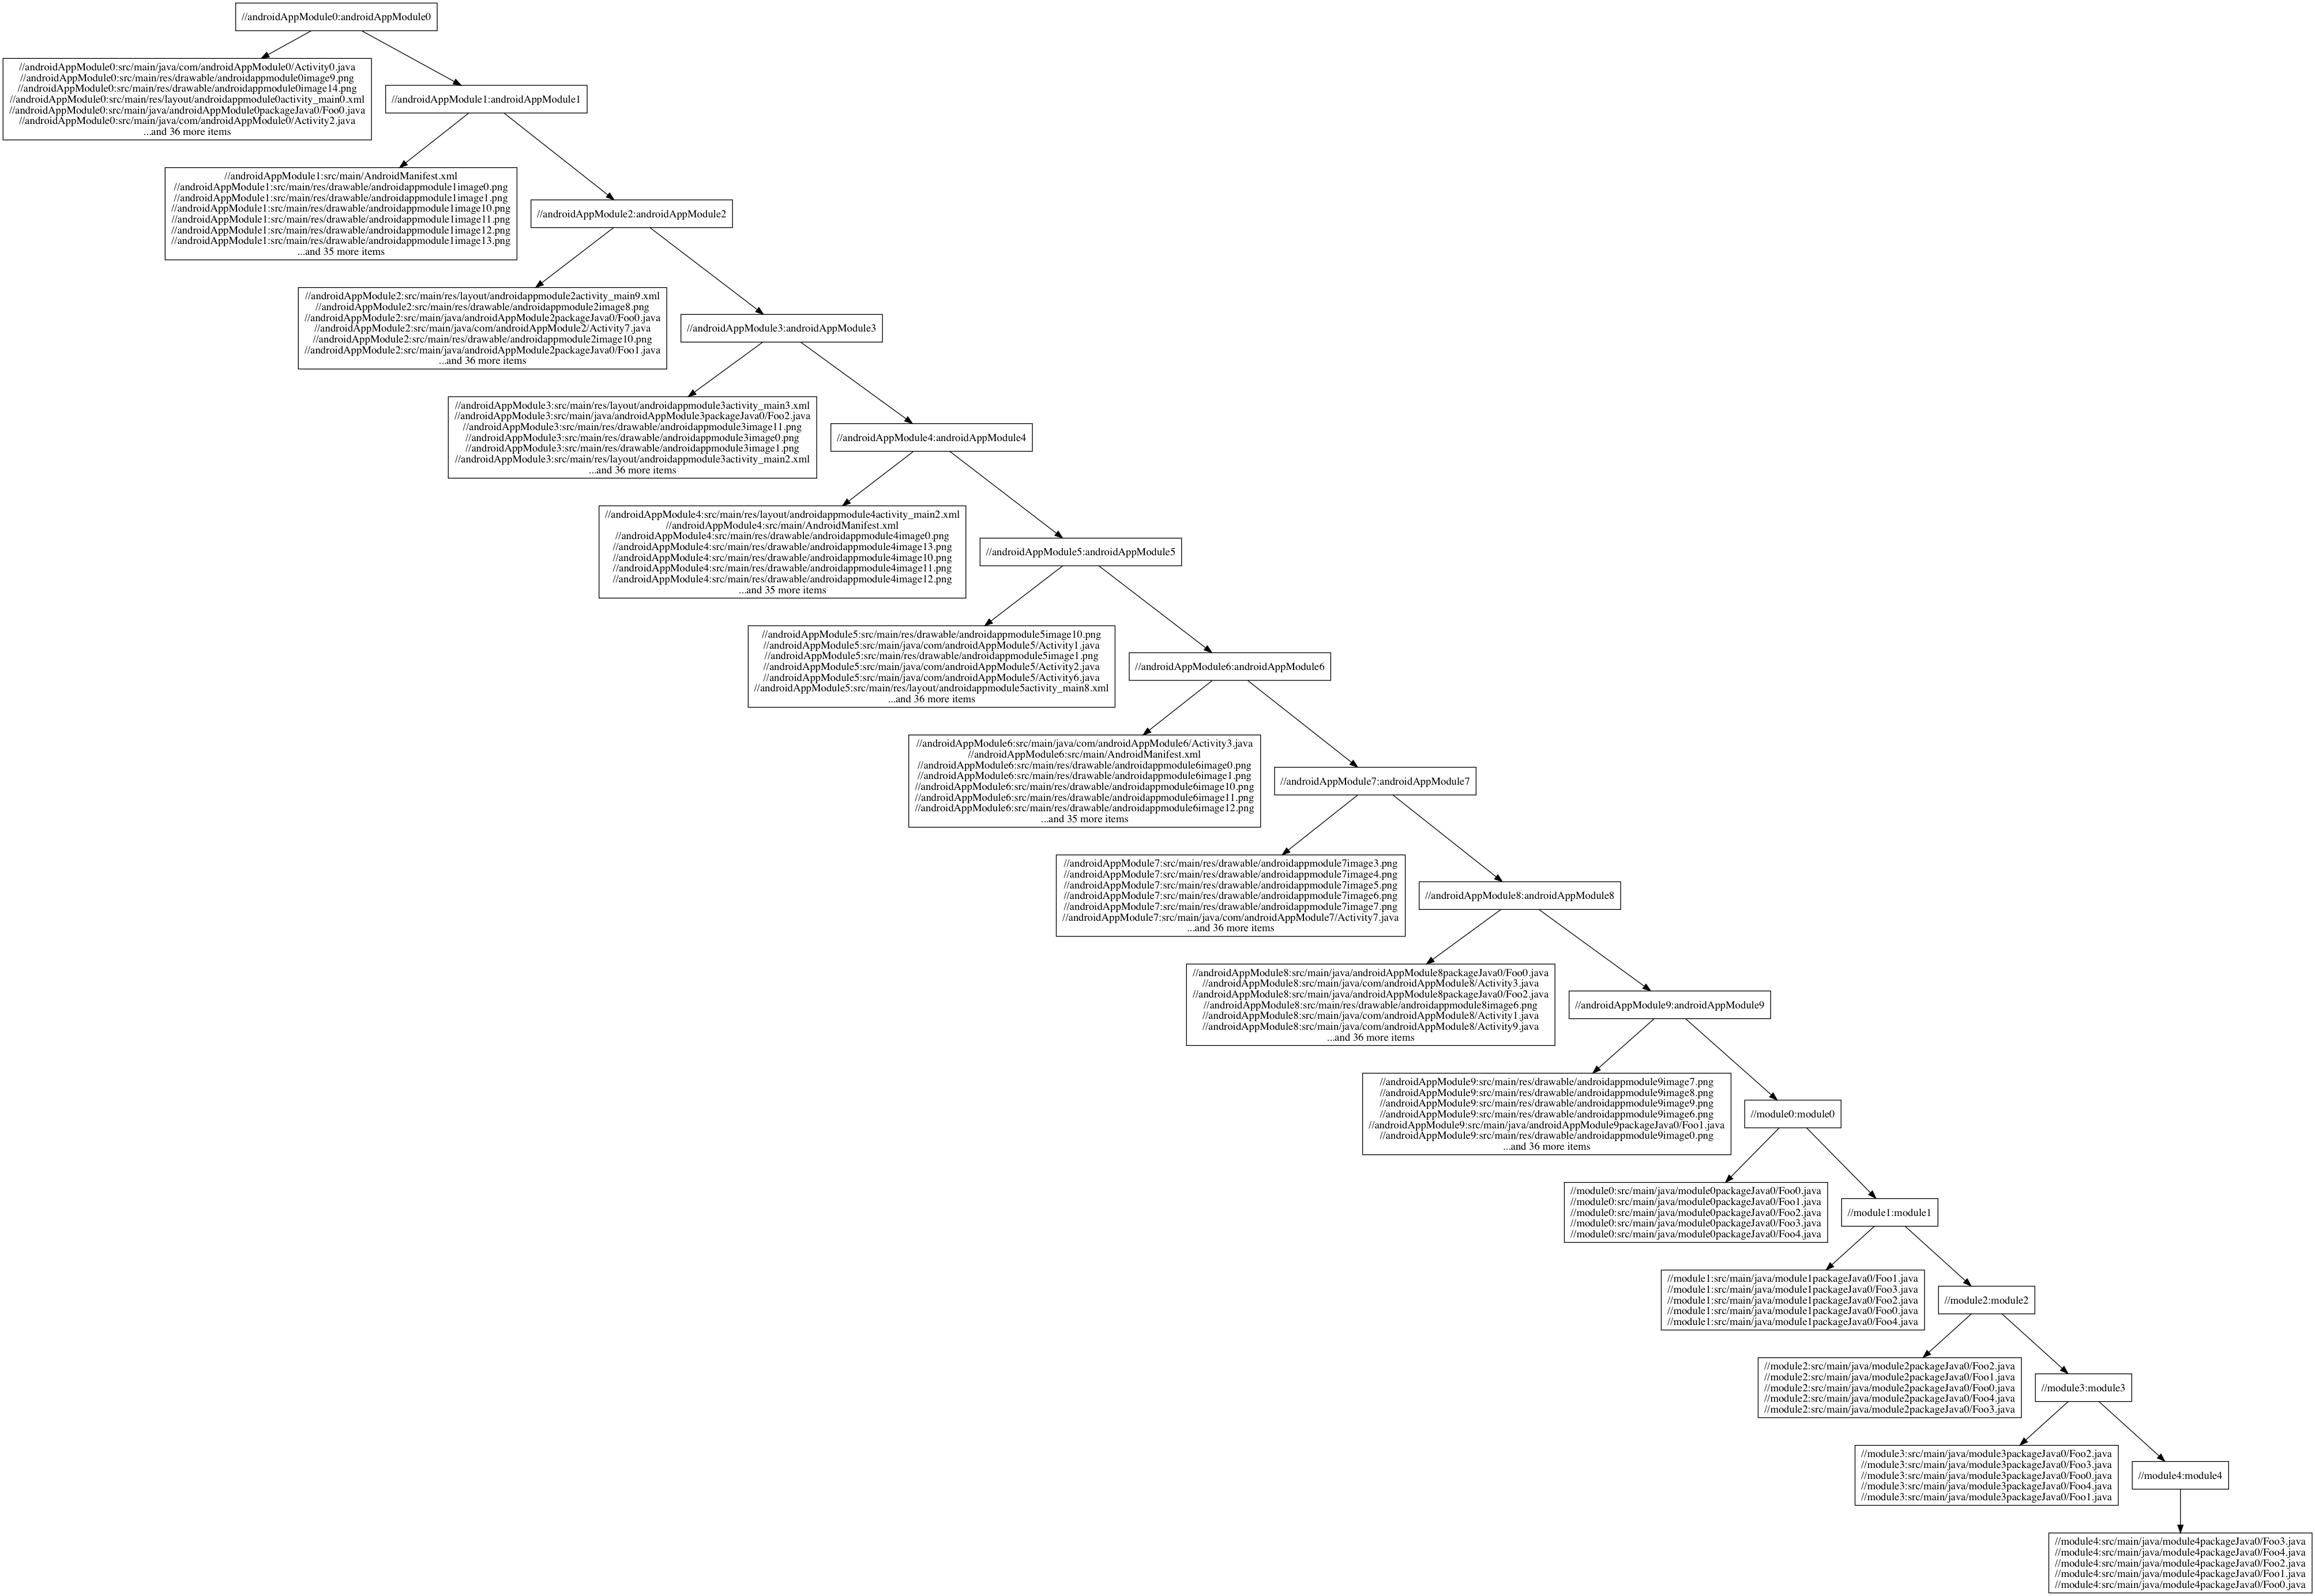 //androidAppModule0:androidAppModule0
//androidAppModule0:src/main/java/com/androidAppModule0/Activity0.java
//androidAppModule0:src/main/res/drawable/androidappmodule0image9.png
//androidAppModule0:src/main/res/drawable/androidappmodule0image14.png
//androidAppModule0:src/main/res/layout/androidappmodule0activity_main0.xml
//androidAppModule0:src/main/java/androidAppModule0packageJava0/Foo0.java
//androidAppModule0:src/main/java/com/androidAppModule0/Activity2.java
...and 36 more items
//androidAppModule1:androidAppModule1
//androidAppModule1:src/main/AndroidManifest.xml
//androidAppModule1:src/main/res/drawable/androidappmodule1image0.png
//androidAppModule1:src/main/res/drawable/androidappmodule1image1.png
//androidAppModule1:src/main/res/drawable/androidappmodule1image10.png
//androidAppModule1:src/main/res/drawable/androidappmodule1image11.png
//androidAppModule1:src/main/res/drawable/androidappmodule1image12.png
//androidAppModule1:src/main/res/drawable/androidappmodule1image13.png
...and 35 more items
//androidAppModule2:androidAppModule2
//androidAppModule2:src/main/res/layout/androidappmodule2activity_main9.xml
//androidAppModule2:src/main/res/drawable/androidappmodule2image8.png
//androidAppModule2:src/main/java/androidAppModule2packageJava0/Foo0.java
//androidAppModule2:src/main/java/com/androidAppModule2/Activity7.java
//androidAppModule2:src/main/res/drawable/androidappmodule2image10.png
//androidAppModule2:src/main/java/androidAppModule2packageJava0/Foo1.java
...and 36 more items
//androidAppModule3:androidAppModule3
//androidAppModule3:src/main/res/layout/androidappmodule3activity_main3.xml
//androidAppModule3:src/main/java/androidAppModule3packageJava0/Foo2.java
//androidAppModule3:src/main/res/drawable/androidappmodule3image11.png
//androidAppModule3:src/main/res/drawable/androidappmodule3image0.png
//androidAppModule3:src/main/res/drawable/androidappmodule3image1.png
//androidAppModule3:src/main/res/layout/androidappmodule3activity_main2.xml
...and 36 more items
//androidAppModule4:androidAppModule4
//androidAppModule4:src/main/res/layout/androidappmodule4activity_main2.xml
//androidAppModule4:src/main/AndroidManifest.xml
//androidAppModule4:src/main/res/drawable/androidappmodule4image0.png
//androidAppModule4:src/main/res/drawable/androidappmodule4image13.png
//androidAppModule4:src/main/res/drawable/androidappmodule4image10.png
//androidAppModule4:src/main/res/drawable/androidappmodule4image11.png
//androidAppModule4:src/main/res/drawable/androidappmodule4image12.png
...and 35 more items
//androidAppModule5:androidAppModule5
//androidAppModule5:src/main/res/drawable/androidappmodule5image10.png
//androidAppModule5:src/main/java/com/androidAppModule5/Activity1.java
//androidAppModule5:src/main/res/drawable/androidappmodule5image1.png
//androidAppModule5:src/main/java/com/androidAppModule5/Activity2.java
//androidAppModule5:src/main/java/com/androidAppModule5/Activity6.java
//androidAppModule5:src/main/res/layout/androidappmodule5activity_main8.xml
...and 36 more items
//androidAppModule6:androidAppModule6
//androidAppModule6:src/main/java/com/androidAppModule6/Activity3.java
//androidAppModule6:src/main/AndroidManifest.xml
//androidAppModule6:src/main/res/drawable/androidappmodule6image0.png
//androidAppModule6:src/main/res/drawable/androidappmodule6image1.png
//androidAppModule6:src/main/res/drawable/androidappmodule6image10.png
//androidAppModule6:src/main/res/drawable/androidappmodule6image11.png
//androidAppModule6:src/main/res/drawable/androidappmodule6image12.png
...and 35 more items
//androidAppModule7:androidAppModule7
//androidAppModule7:src/main/res/drawable/androidappmodule7image3.png
//androidAppModule7:src/main/res/drawable/androidappmodule7image4.png
//androidAppModule7:src/main/res/drawable/androidappmodule7image5.png
//androidAppModule7:src/main/res/drawable/androidappmodule7image6.png
//androidAppModule7:src/main/res/drawable/androidappmodule7image7.png
//androidAppModule7:src/main/java/com/androidAppModule7/Activity7.java
...and 36 more items
//androidAppModule8:androidAppModule8
//androidAppModule8:src/main/java/androidAppModule8packageJava0/Foo0.java
//androidAppModule8:src/main/java/com/androidAppModule8/Activity3.java
//androidAppModule8:src/main/java/androidAppModule8packageJava0/Foo2.java
//androidAppModule8:src/main/res/drawable/androidappmodule8image6.png
//androidAppModule8:src/main/java/com/androidAppModule8/Activity1.java
//androidAppModule8:src/main/java/com/androidAppModule8/Activity9.java
...and 36 more items
//androidAppModule9:androidAppModule9
//androidAppModule9:src/main/res/drawable/androidappmodule9image7.png
//androidAppModule9:src/main/res/drawable/androidappmodule9image8.png
//androidAppModule9:src/main/res/drawable/androidappmodule9image9.png
//androidAppModule9:src/main/res/drawable/androidappmodule9image6.png
//androidAppModule9:src/main/java/androidAppModule9packageJava0/Foo1.java
//androidAppModule9:src/main/res/drawable/androidappmodule9image0.png
...and 36 more items
//module0:module0
//module0:src/main/java/module0packageJava0/Foo0.java
//module0:src/main/java/module0packageJava0/Foo1.java
//module0:src/main/java/module0packageJava0/Foo2.java
//module0:src/main/java/module0packageJava0/Foo3.java
//module0:src/main/java/module0packageJava0/Foo4.java
//module1:module1
//module1:src/main/java/module1packageJava0/Foo1.java
//module1:src/main/java/module1packageJava0/Foo3.java
//module1:src/main/java/module1packageJava0/Foo2.java
//module1:src/main/java/module1packageJava0/Foo0.java
//module1:src/main/java/module1packageJava0/Foo4.java
//module2:module2
//module2:src/main/java/module2packageJava0/Foo2.java
//module2:src/main/java/module2packageJava0/Foo1.java
//module2:src/main/java/module2packageJava0/Foo0.java
//module2:src/main/java/module2packageJava0/Foo4.java
//module2:src/main/java/module2packageJava0/Foo3.java
//module3:module3
//module3:src/main/java/module3packageJava0/Foo2.java
//module3:src/main/java/module3packageJava0/Foo3.java
//module3:src/main/java/module3packageJava0/Foo0.java
//module3:src/main/java/module3packageJava0/Foo4.java
//module3:src/main/java/module3packageJava0/Foo1.java
//module4:module4
//module4:src/main/java/module4packageJava0/Foo3.java
//module4:src/main/java/module4packageJava0/Foo4.java
//module4:src/main/java/module4packageJava0/Foo2.java
//module4:src/main/java/module4packageJava0/Foo1.java
//module4:src/main/java/module4packageJava0/Foo0.java